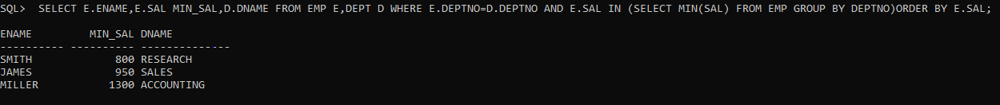 SQL>  SELECT E.ENAME,E.SAL MIN_SAL,D.DNAME FROM EMP E,DEPT D WHERE E.DEPTNO=D.DEPTNO AND E.SAL IN (SELECT MIN(SAL) FROM EMP GROUP BY DEPTNO)ORDER BY E.SAL;
ENAME         MIN_SAL DNAME
---------- ---------- --------------
SMITH             800 RESEARCH
JAMES             950 SALES
MILLER           1300 ACCOUNTING